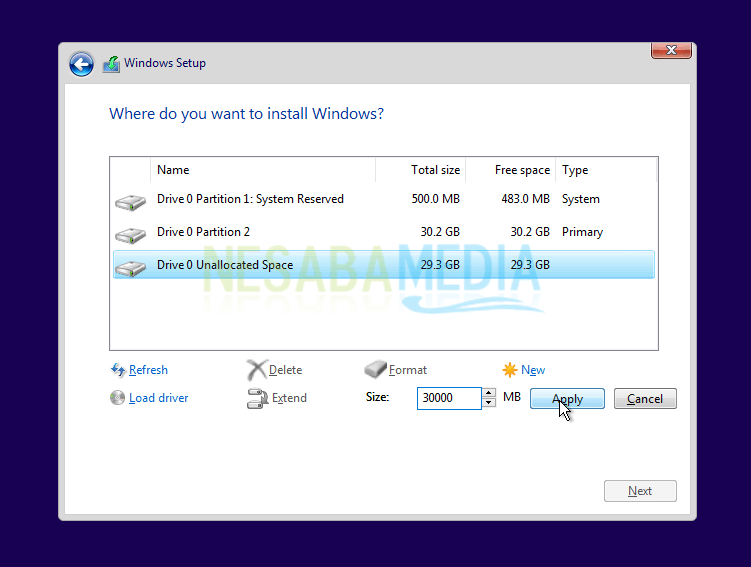 Windows Setup
Where do you want to install Windows?
Name Total size Free space Type
Drive 0 Partition 1: System Reserved 500.0 MB 483.0 MB System
Drive 0 Partition 2 30.2 GB 30.2 GB Primary
Drive 0 Unallocated Space 29.3 GB 29.3 GB
NESABAMEDIA
Refresh Delete Format New
Load driver Extend Size: 30000 MB Apply Cancel
Next